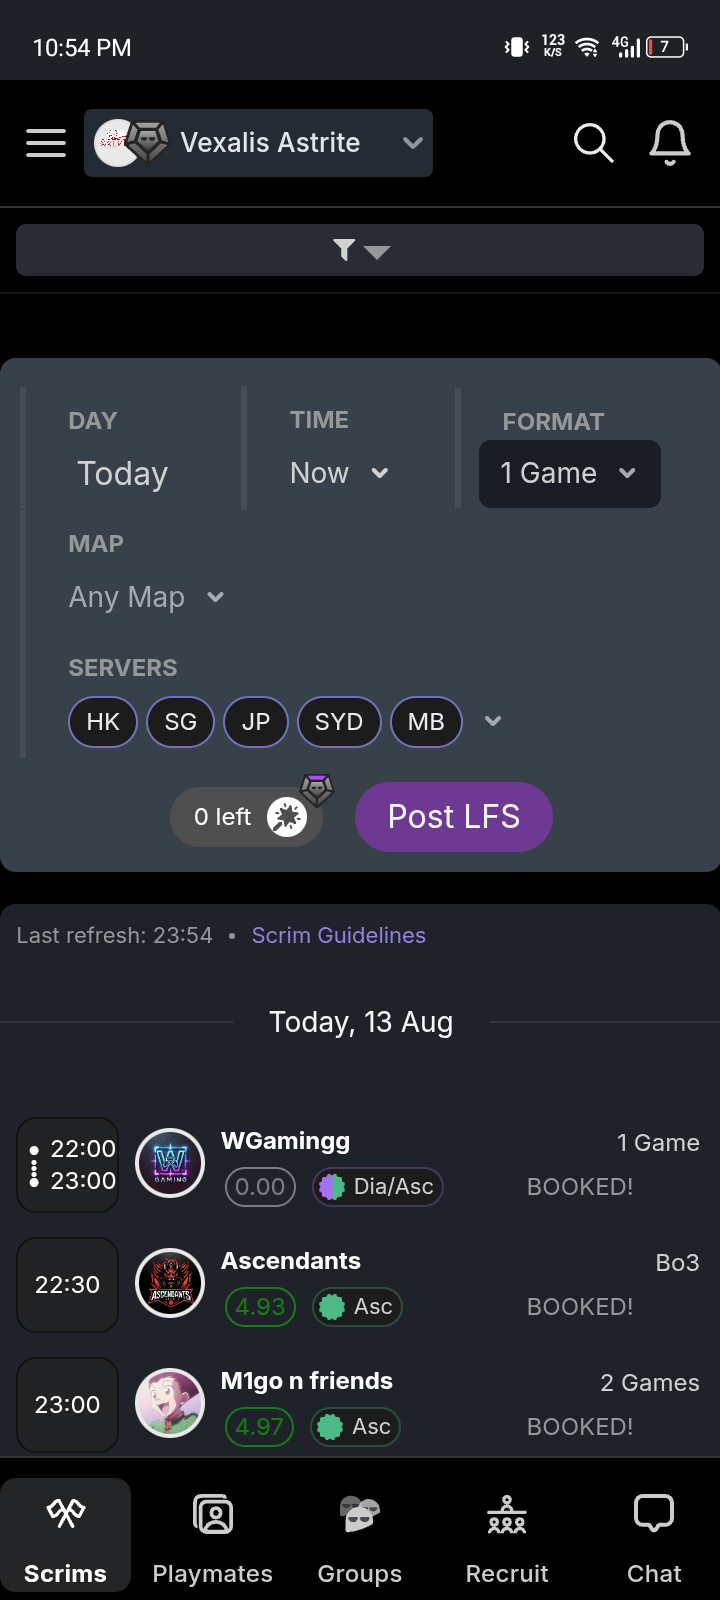 10:54 PM
123
K/S
4G
7
Vexalis Astrite
DAY
TIME
FORMAT
Today
Now
1 Game
MAP
Any Map
SERVERS
HK
SG
JP
SYD
MB
0 left
Post LFS
Last refresh: 23:54 • Scrim Guidelines
Today, 13 Aug
22:00
23:00
W
GAMING
WGamingg
1 Game
0.00
Dia/Asc
BOOKED!
22:30
ASCENDANTS
Ascendants
Bo3
4.93
Asc
BOOKED!
23:00
M1go n friends
2 Games
4.97
Asc
BOOKED!
Scrims
Playmates
Groups
Recruit
Chat